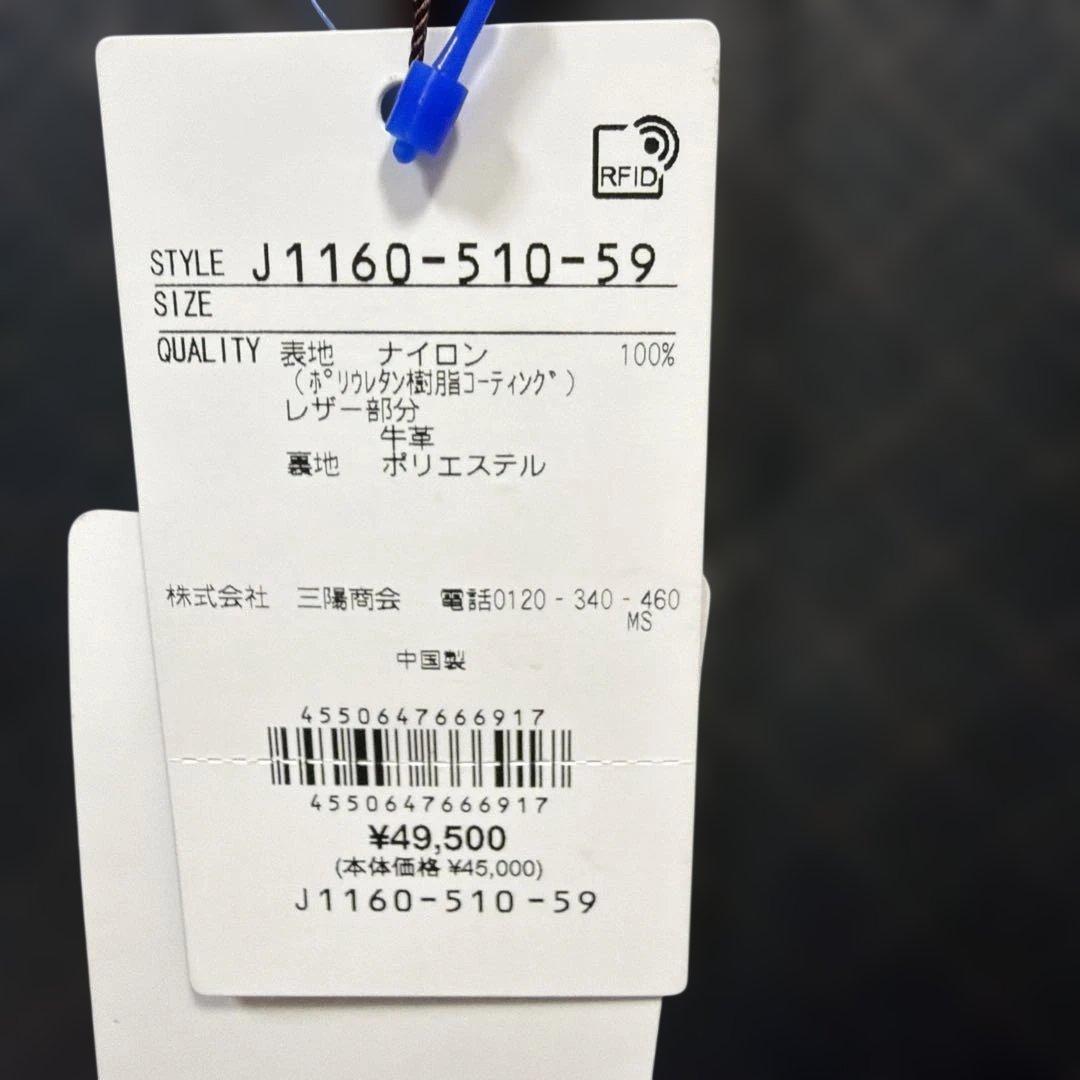 RFID
STYLE J1160-510-59
SIZE
QUALITY 表地 ナイロン 100%
(ポリウレタン樹脂コーティング)
レザー部分
牛革
裏地 ポリエステル
株式会社 三陽商会 電話0120-340-460
MS
中国製
4550647666917
4550647666917
¥49,500
(本体価格 ¥45,000)
J1160-510-59